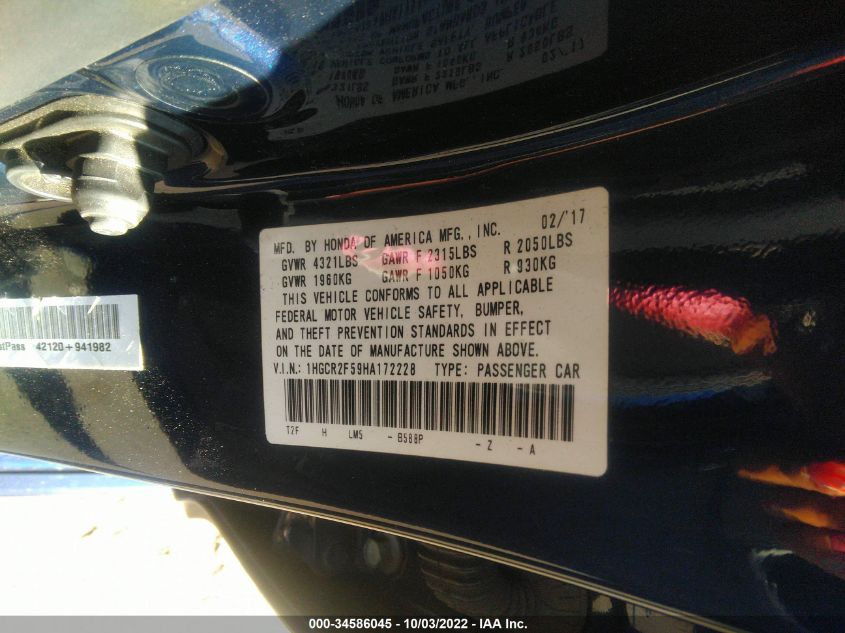 MFD. BY HONDA OF AMERICA MFG., INC. 02/'17
GVWR 4321LBS GAWR F 2315LBS R 2050LBS
GVWR 1960KG GAWR F 1050KG R 930KG
THIS VEHICLE CONFORMS TO ALL APPLICABLE
FEDERAL MOTOR VEHICLE SAFETY, BUMPER,
AND THEFT PREVENTION STANDARDS IN EFFECT
ON THE DATE OF MANUFACTURE SHOWN ABOVE.
V.I.N.: 1HGCR2F59HA172228 TYPE: PASSENGER CAR
T2F H LM5 - B588P - Z - A
42120+941982
000-34586045 - 10/03/2022 - IAA Inc.